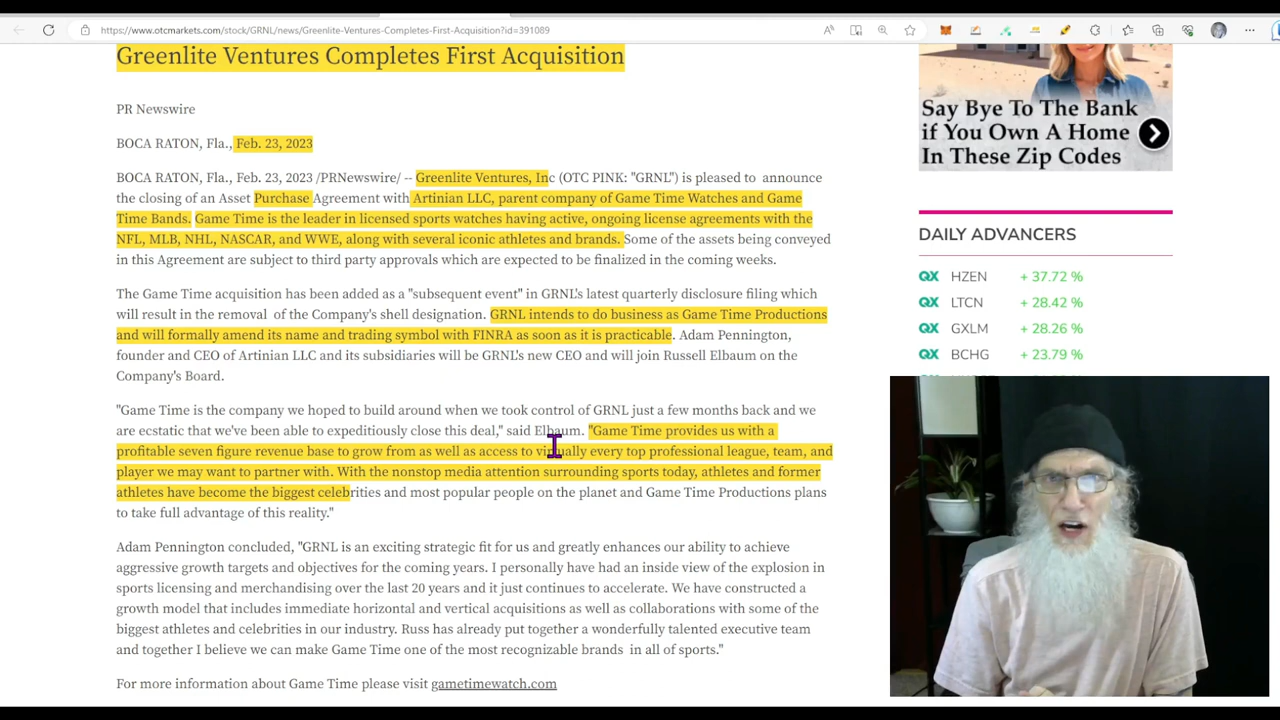 https://www.otcmarkets.com/stock/GRNL/news/Greenlite-Ventures-Completes-First-Acquisition?id=391089
Greenlite Ventures Completes First Acquisition
PR Newswire
BOCA RATON, Fla., Feb. 23, 2023
BOCA RATON, Fla., Feb. 23, 2023 /PRNewswire/ -- Greenlite Ventures, Inc (OTC PINK: "GRNL") is pleased to announce
the closing of an Asset Purchase Agreement with Artinian LLC, parent company of Game Time Watches and Game
Time Bands. Game Time is the leader in licensed sports watches having active, ongoing license agreements with the
NFL, MLB, NHL, NASCAR, and WWE, along with several iconic athletes and brands. Some of the assets being conveyed
in this Agreement are subject to third party approvals which are expected to be finalized in the coming weeks.
The Game Time acquisition has been added as a "subsequent event" in GRNL's latest quarterly disclosure filing which
will result in the removal of the Company's shell designation. GRNL intends to do business as Game Time Productions
and will formally amend its name and trading symbol with FINRA as soon as it is practicable. Adam Pennington,
founder and CEO of Artinian LLC and its subsidiaries will be GRNL's new CEO and will join Russell Elbaum on the
Company's Board.
"Game Time is the company we hoped to build around when we took control of GRNL just a few months back and we
are ecstatic that we've been able to expeditiously close this deal," said Elbaum. "Game Time provides us with a
profitable seven figure revenue base to grow from as well as access to virtually every top professional league, team, and
player we may want to partner with. With the nonstop media attention surrounding sports today, athletes and former
athletes have become the biggest celebrities and most popular people on the planet and Game Time Productions plans
to take full advantage of this reality."
Adam Pennington concluded, "GRNL is an exciting strategic fit for us and greatly enhances our ability to achieve
aggressive growth targets and objectives for the coming years. I personally have had an inside view of the explosion in
sports licensing and merchandising over the last 20 years and it just continues to accelerate. We have constructed a
growth model that includes immediate horizontal and vertical acquisitions as well as collaborations with some of the
biggest athletes and celebrities in our industry. Russ has already put together a wonderfully talented executive team
and together I believe we can make Game Time one of the most recognizable brands in all of sports."
For more information about Game Time please visit gametimewatch.com
Say Bye To The Bank
if You Own A Home
In These Zip Codes
DAILY ADVANCERS
QX HZEN + 37.72 %
QX LTCN + 28.42 %
QX GXLM + 28.26 %
QX BCHG + 23.79 %